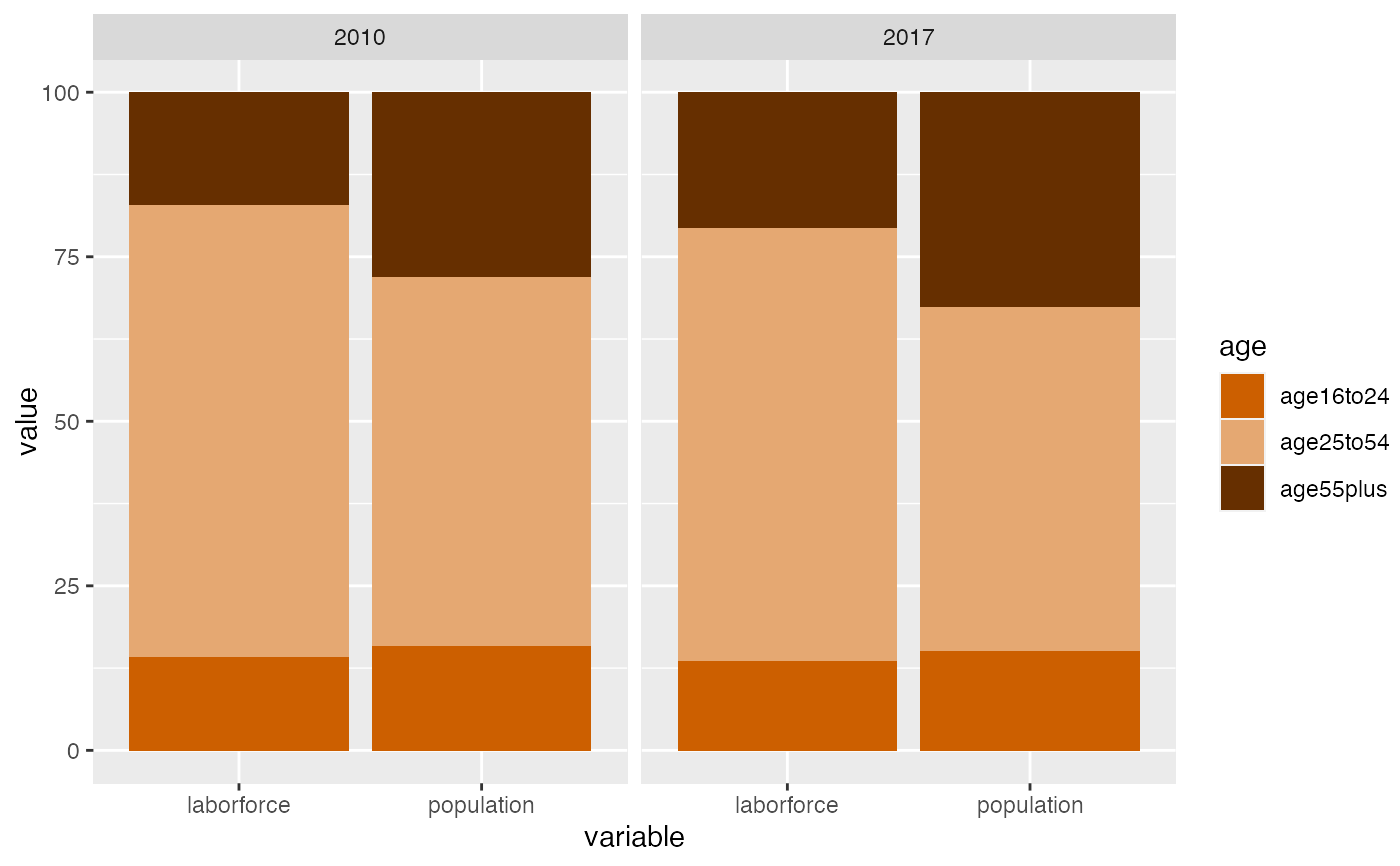 2010
2017
100
75
50
25
0
value
laborforce
population
laborforce
population
variable
age
age16to24
age25to54
age55plus